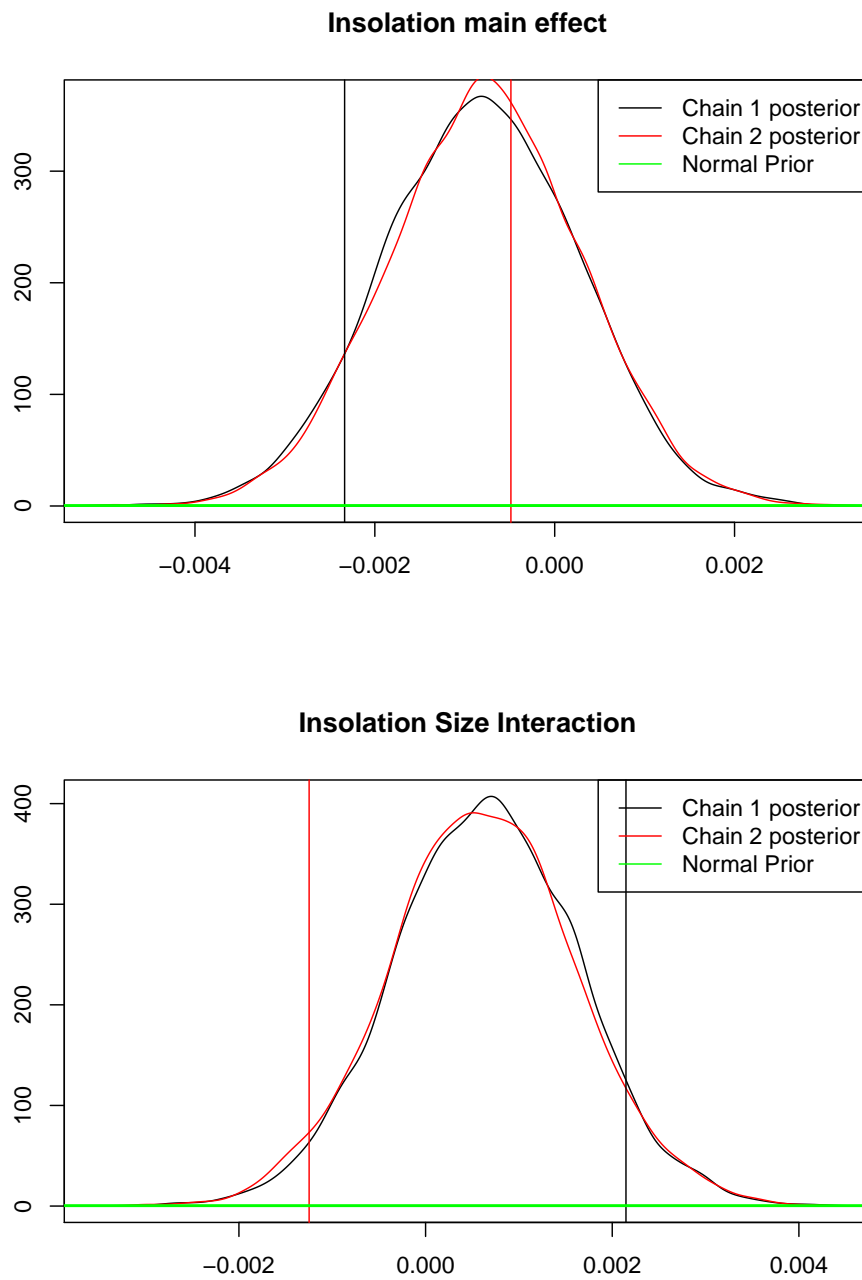 Insolation main effect
Chain 1 posterior
Chain 2 posterior
Normal Prior
300
200
100
0
−0.004 −0.002 0.000 0.002
Insolation Size Interaction
Chain 1 posterior
Chain 2 posterior
Normal Prior
400
300
200
100
0
−0.002 0.000 0.002 0.004